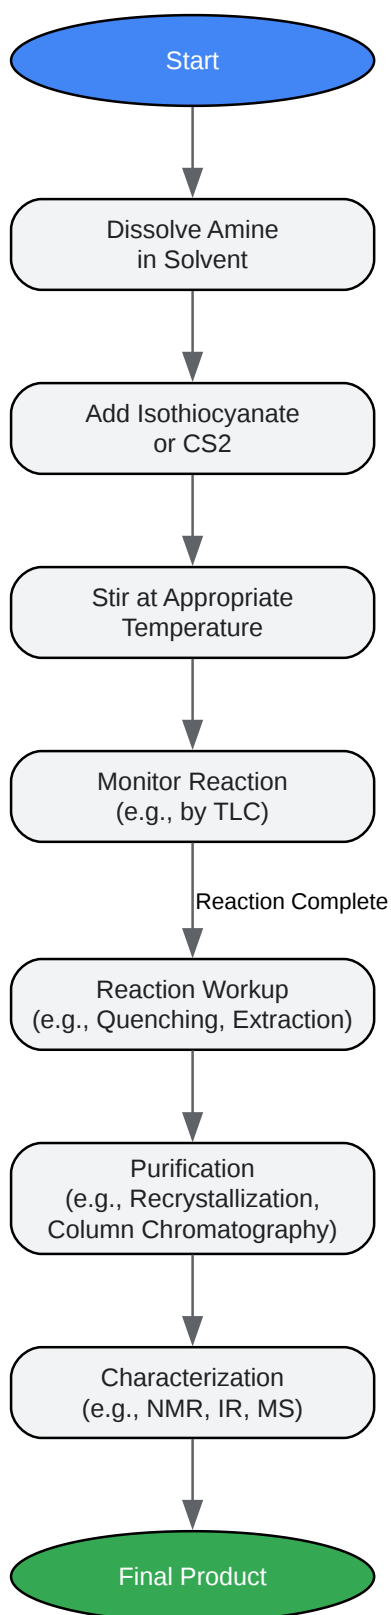 Start
Dissolve Amine
in Solvent
Add Isothiocyanate
or CS2
Stir at Appropriate
Temperature
Monitor Reaction
(e.g., by TLC)
Reaction Complete
Reaction Workup
(e.g., Quenching, Extraction)
Purification
(e.g., Recrystallization,
Column Chromatography)
Characterization
(e.g., NMR, IR, MS)
Final Product